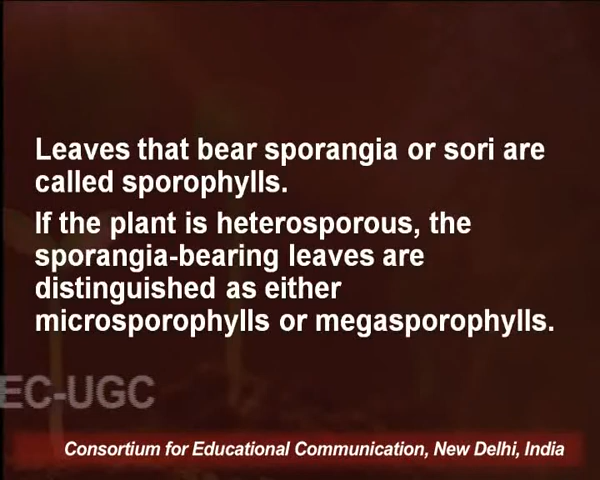 Leaves that bear sporangia or sori are
called sporophylls.
If the plant is heterosporous, the
sporangia-bearing leaves are
distinguished as either
microsporophylls or megasporophylls.
EC-UGC
Consortium for Educational Communication, New Delhi, India